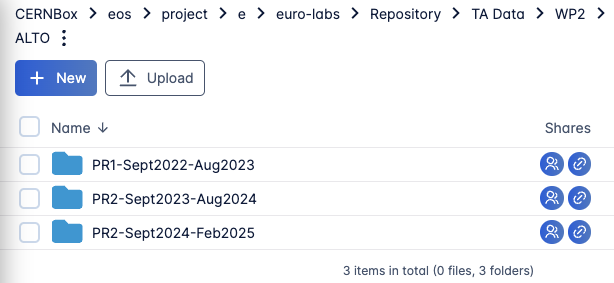 CERNBox > eos > project > e > euro-labs > Repository > TA Data > WP2 >
ALTO
+ New Upload
Name ↓ Shares
PR1-Sept2022-Aug2023
PR2-Sept2023-Aug2024
PR2-Sept2024-Feb2025
3 items in total (0 files, 3 folders)